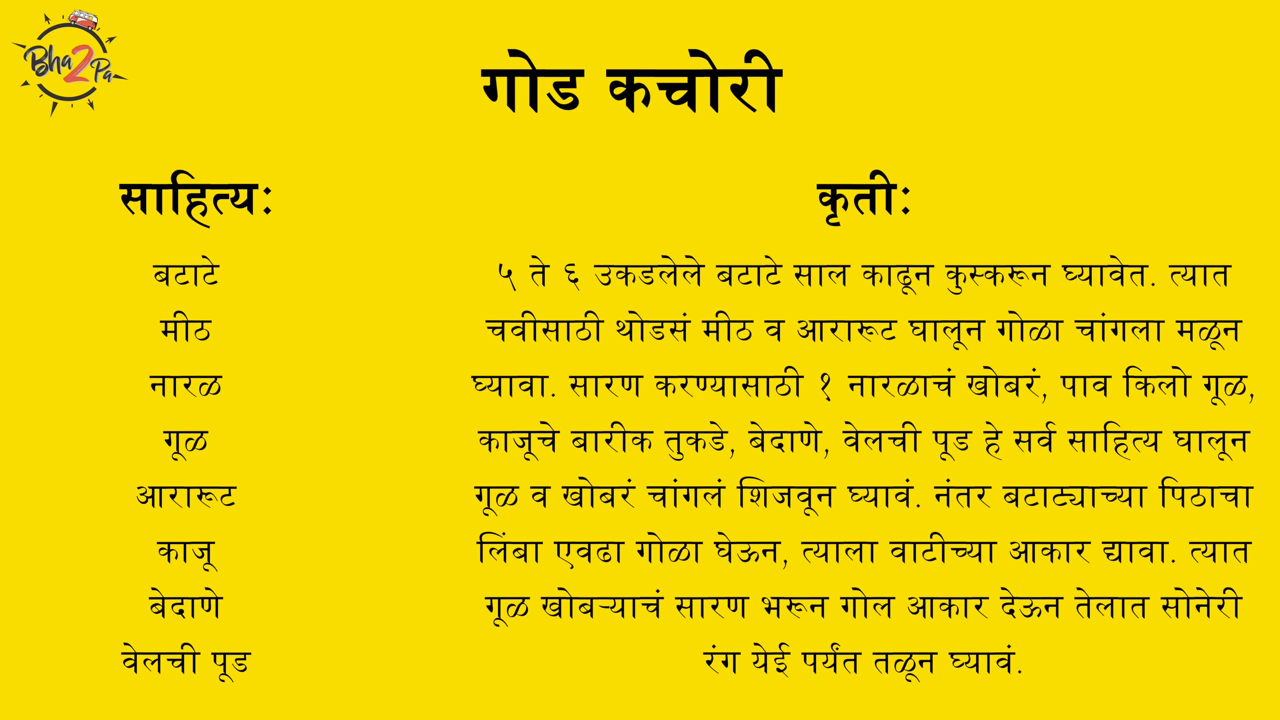 Bha2Pa
गोड कचोरी
साहित्य:
बटाटे
मीठ
नारळ
गूळ
आरारूट
काजू
बेदाणे
वेलची पूड
कृती:
५ ते ६ उकडलेले बटाटे साल काढून कुस्करून घ्यावेत. त्यात
चवीसाठी थोडसं मीठ व आरारूट घालून गोळा चांगला मळून
घ्यावा. सारण करण्यासाठी १ नारळाचं खोबरं, पाव किलो गूळ,
काजूचे बारीक तुकडे, बेदाणे, वेलची पूड हे सर्व साहित्य घालून
गूळ व खोबरं चांगलं शिजवून घ्यावं. नंतर बटाट्याच्या पिठाचा
लिंबा एवढा गोळा घेऊन, त्याला वाटीच्या आकार द्यावा. त्यात
गूळ खोबऱ्याचं सारण भरून गोल आकार देऊन तेलात सोनेरी
रंग येई पर्यंत तळून घ्यावं.